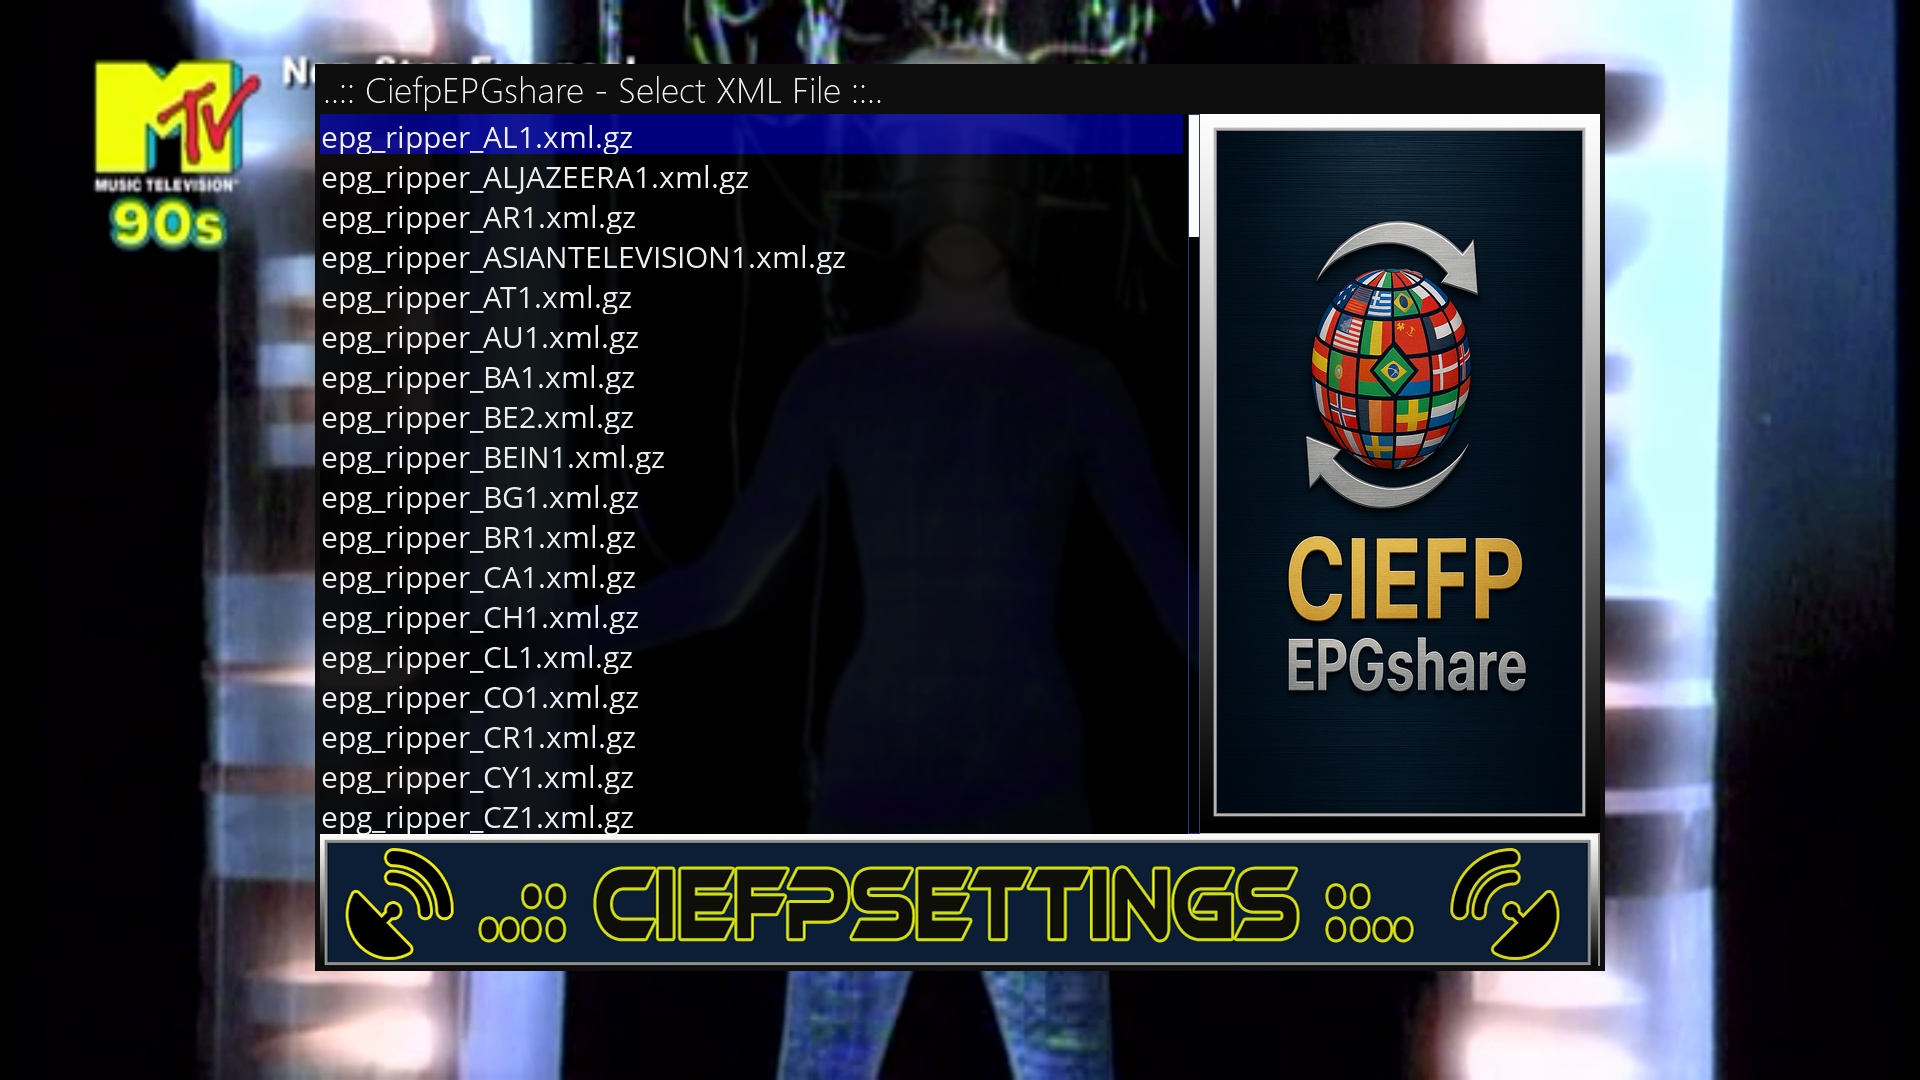 MTV
MUSIC TELEVISION
90s
..:: CiefpEPGshare - Select XML File ::..
epg_ripper_AL1.xml.gz
epg_ripper_ALJAZEERA1.xml.gz
epg_ripper_AR1.xml.gz
epg_ripper_ASIANTELEVISION1.xml.gz
epg_ripper_AT1.xml.gz
epg_ripper_AU1.xml.gz
epg_ripper_BA1.xml.gz
epg_ripper_BE2.xml.gz
epg_ripper_BEIN1.xml.gz
epg_ripper_BG1.xml.gz
epg_ripper_BR1.xml.gz
epg_ripper_CA1.xml.gz
epg_ripper_CH1.xml.gz
epg_ripper_CL1.xml.gz
epg_ripper_CO1.xml.gz
epg_ripper_CR1.xml.gz
epg_ripper_CY1.xml.gz
epg_ripper_CZ1.xml.gz
CIEFP
EPGshare
..:: CIEFPSETTINGS ::..